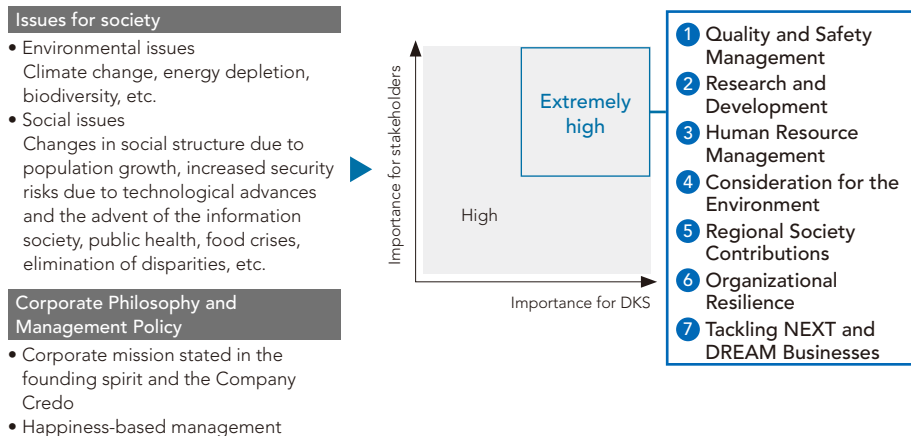 Issues for society
• Environmental issues
Climate change, energy depletion,
biodiversity, etc.
• Social issues
Changes in social structure due to
population growth, increased security
risks due to technological advances
and the advent of the information
society, public health, food crises,
elimination of disparities, etc.
Corporate Philosophy and
Management Policy
• Corporate mission stated in the
founding spirit and the Company
Credo
• Happiness-based management
Importance for stakeholders
Extremely
high
High
Importance for DKS
1 Quality and Safety
Management
2 Research and
Development
3 Human Resource
Management
4 Consideration for the
Environment
5 Regional Society
Contributions
6 Organizational
Resilience
7 Tackling NEXT and
DREAM Businesses